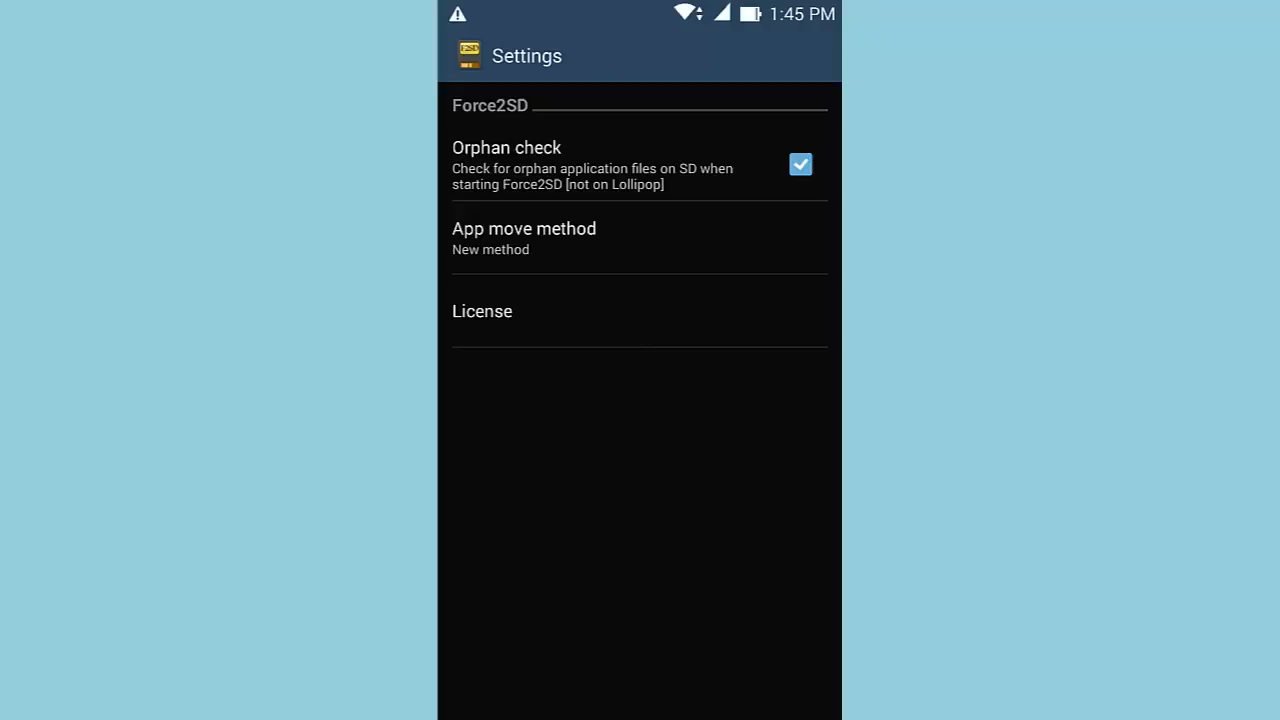 1:45 PM
F2SD
Settings
Force2SD
Orphan check
Check for orphan application files on SD when
starting Force2SD [not on Lollipop]
App move method
New method
License